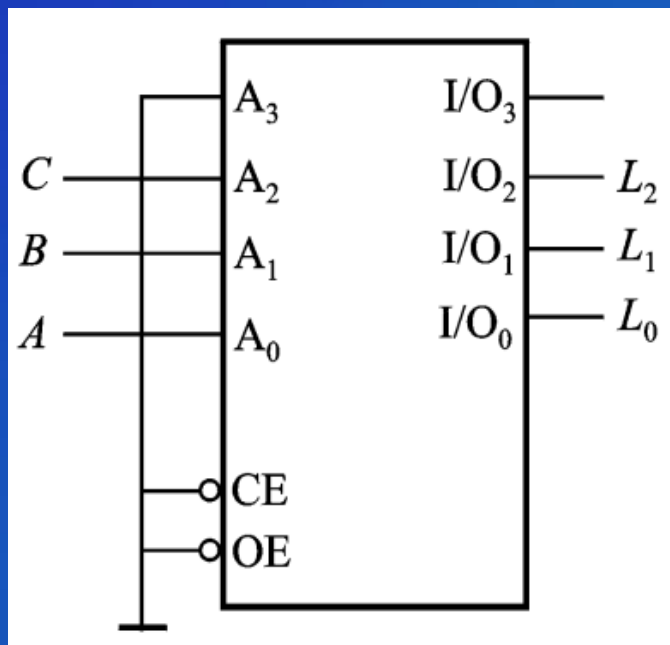 A₃ I/O₃
C A₂ I/O₂ L₂
B A₁ I/O₁ L₁
A A₀ I/O₀ L₀
CE
OE